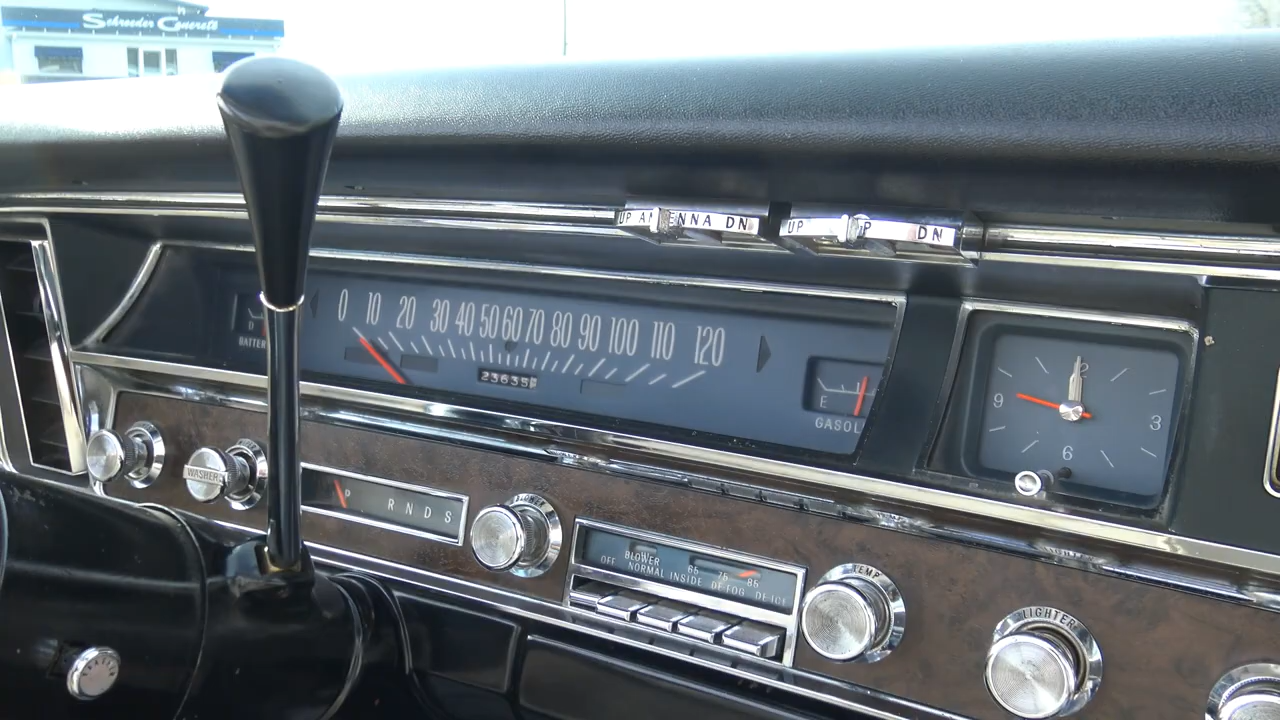 Schroeder Concrete
UP ANTENNA DN
UP DN
0 10 20 30 40 50 60 70 80 90 100 110 120
23635
E
GASOL
BATTER
D
12
9
3
6
WASHER
P R N D S
BLOWER
65 75 85
OFF NORMAL INSIDE DEFOG DE ICE
TEMP
LIGHTER